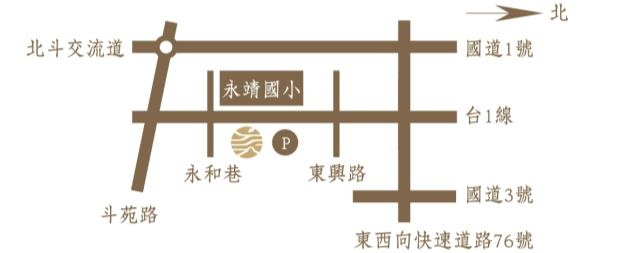 北
北斗交流道
國道1號
永靖國小
台1線
P
永和巷
東興路
國道3號
斗苑路
東西向快速道路76號